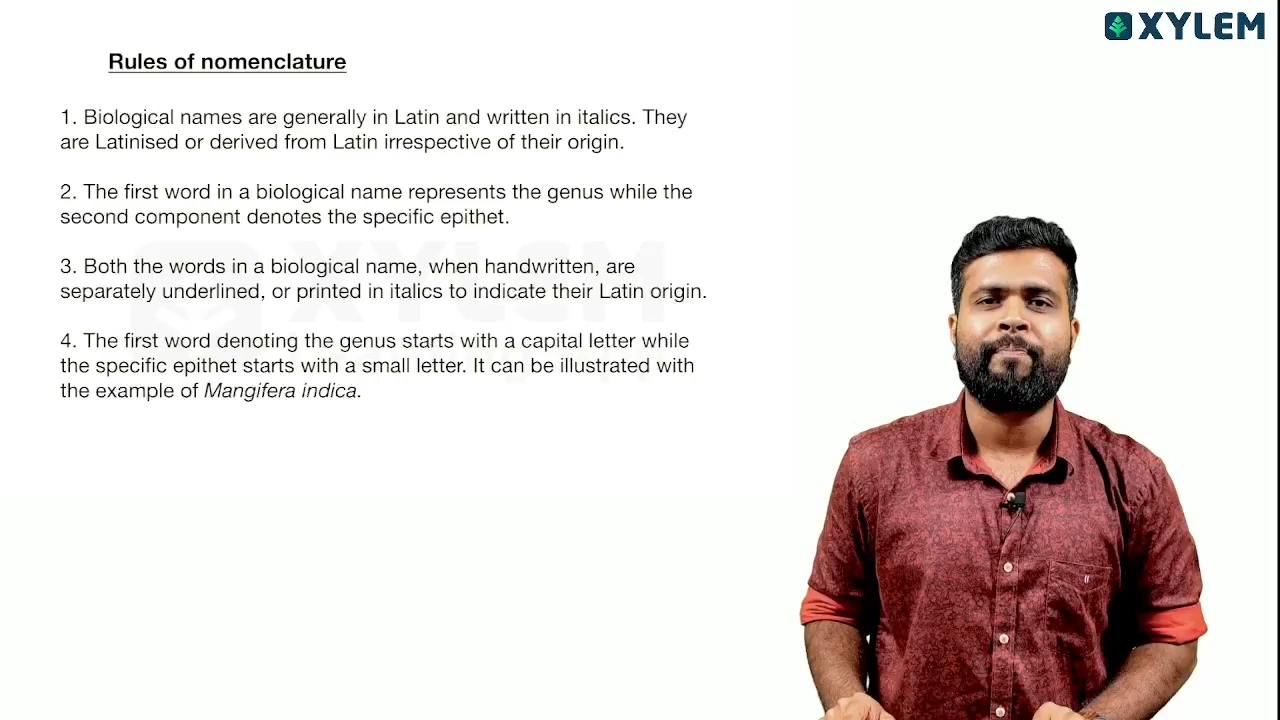 XYLEM
Rules of nomenclature
1. Biological names are generally in Latin and written in italics. They
are Latinised or derived from Latin irrespective of their origin.
2. The first word in a biological name represents the genus while the
second component denotes the specific epithet.
3. Both the words in a biological name, when handwritten, are
separately underlined, or printed in italics to indicate their Latin origin.
4. The first word denoting the genus starts with a capital letter while
the specific epithet starts with a small letter. It can be illustrated with
the example of Mangifera indica.
XYLEM